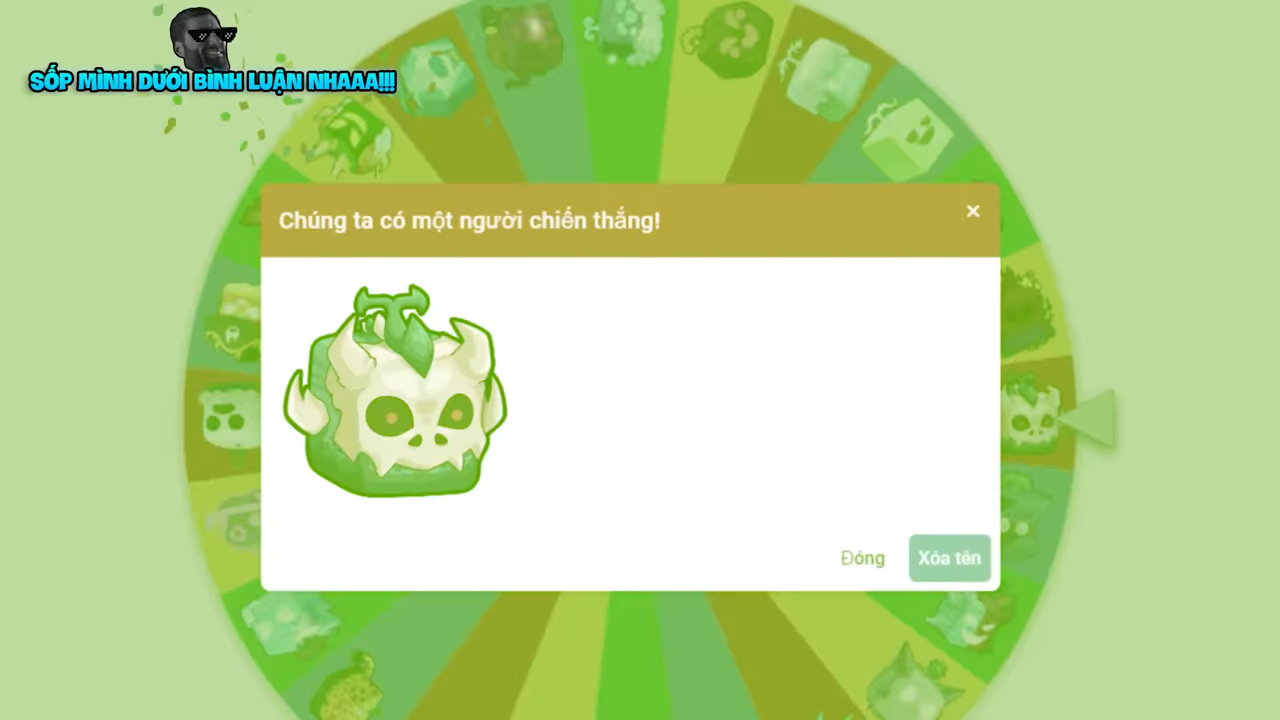 SỐP MÌNH DƯỚI BÌNH LUẬN NHAAA!!!
Chúng ta có một người chiến thắng!
×
Đóng
Xóa tên